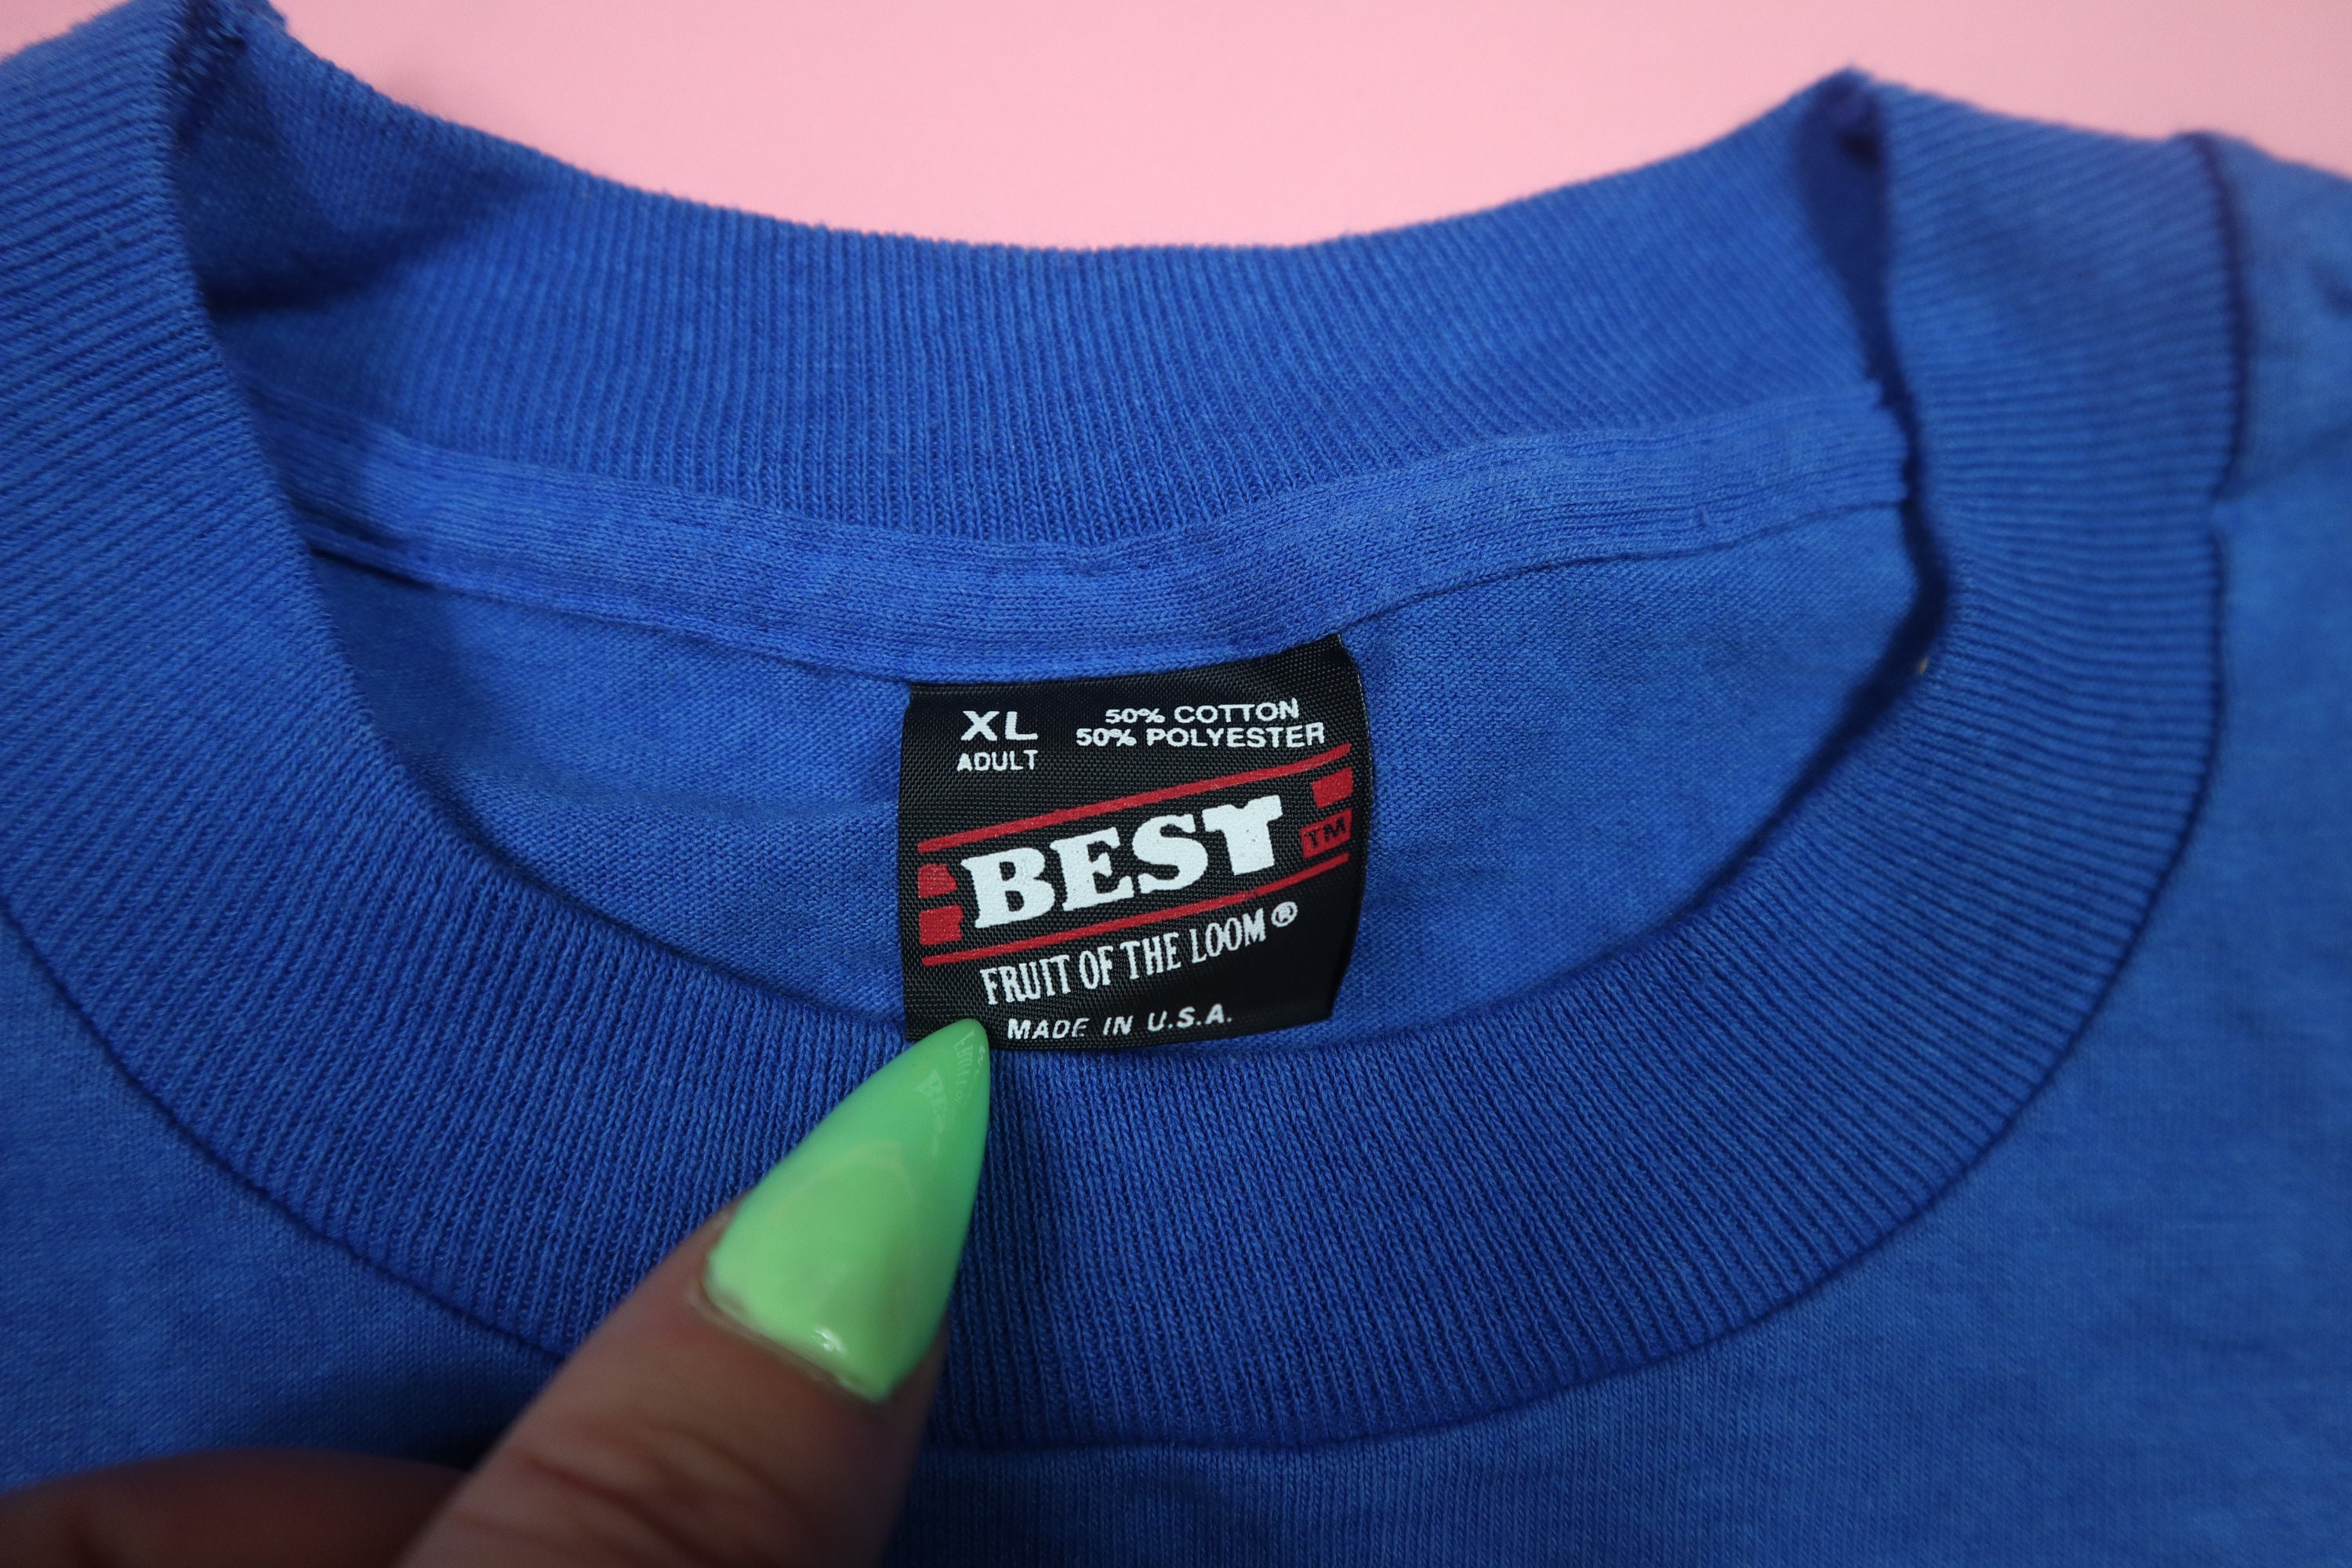 XL
ADULT
50% COTTON
50% POLYESTER
BEST
TM
FRUIT OF THE LOOM®
MADE IN U.S.A.